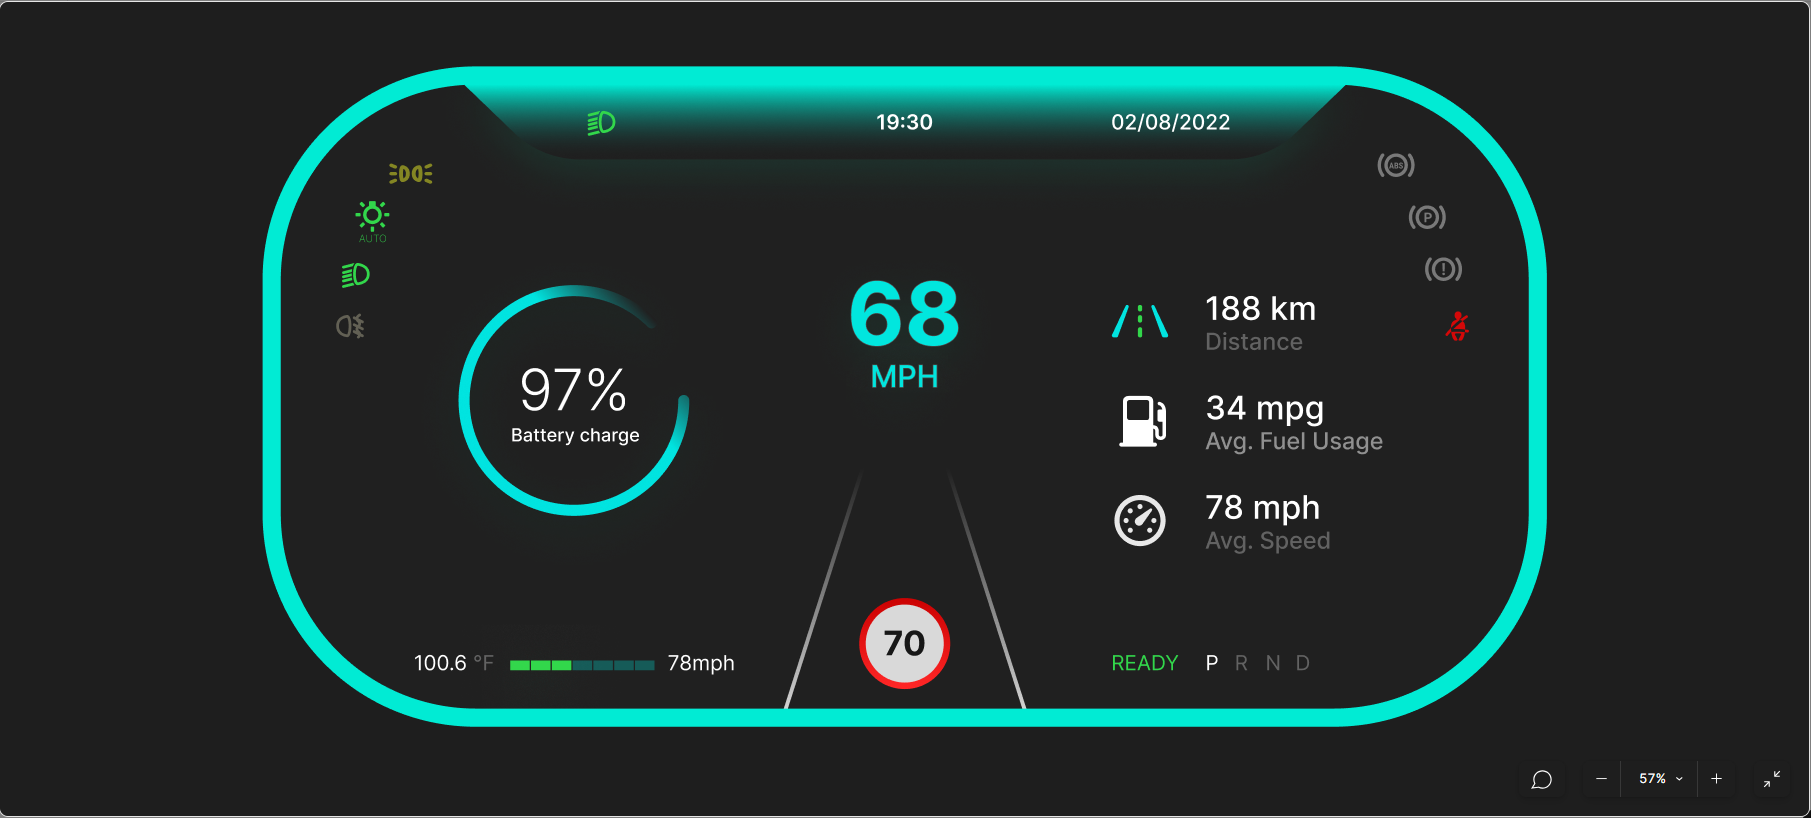 19:30
02/08/2022
ABS
P
AUTO
!
68
MPH
188 km
Distance
97%
Battery charge
34 mpg
Avg. Fuel Usage
78 mph
Avg. Speed
70
100.6 °F
78mph
READY P R N D
57%